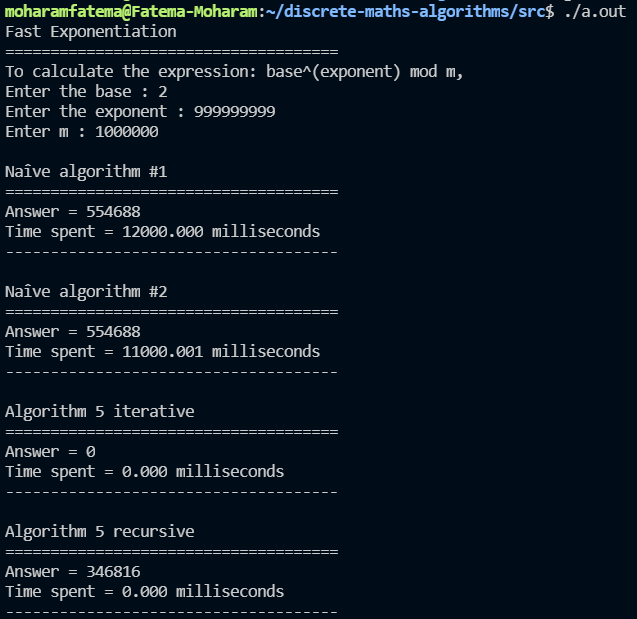 moharamfatema@Fatema-Moharam:~/discrete-maths-algorithms/src$ ./a.out
Fast Exponentiation
=====================================
To calculate the expression: base^(exponent) mod m,
Enter the base : 2
Enter the exponent : 999999999
Enter m : 1000000
Naîve algorithm #1
=====================================
Answer = 554688
Time spent = 12000.000 milliseconds
-------------------------------------
Naîve algorithm #2
=====================================
Answer = 554688
Time spent = 11000.001 milliseconds
-------------------------------------
Algorithm 5 iterative
=====================================
Answer = 0
Time spent = 0.000 milliseconds
-------------------------------------
Algorithm 5 recursive
=====================================
Answer = 346816
Time spent = 0.000 milliseconds
-------------------------------------